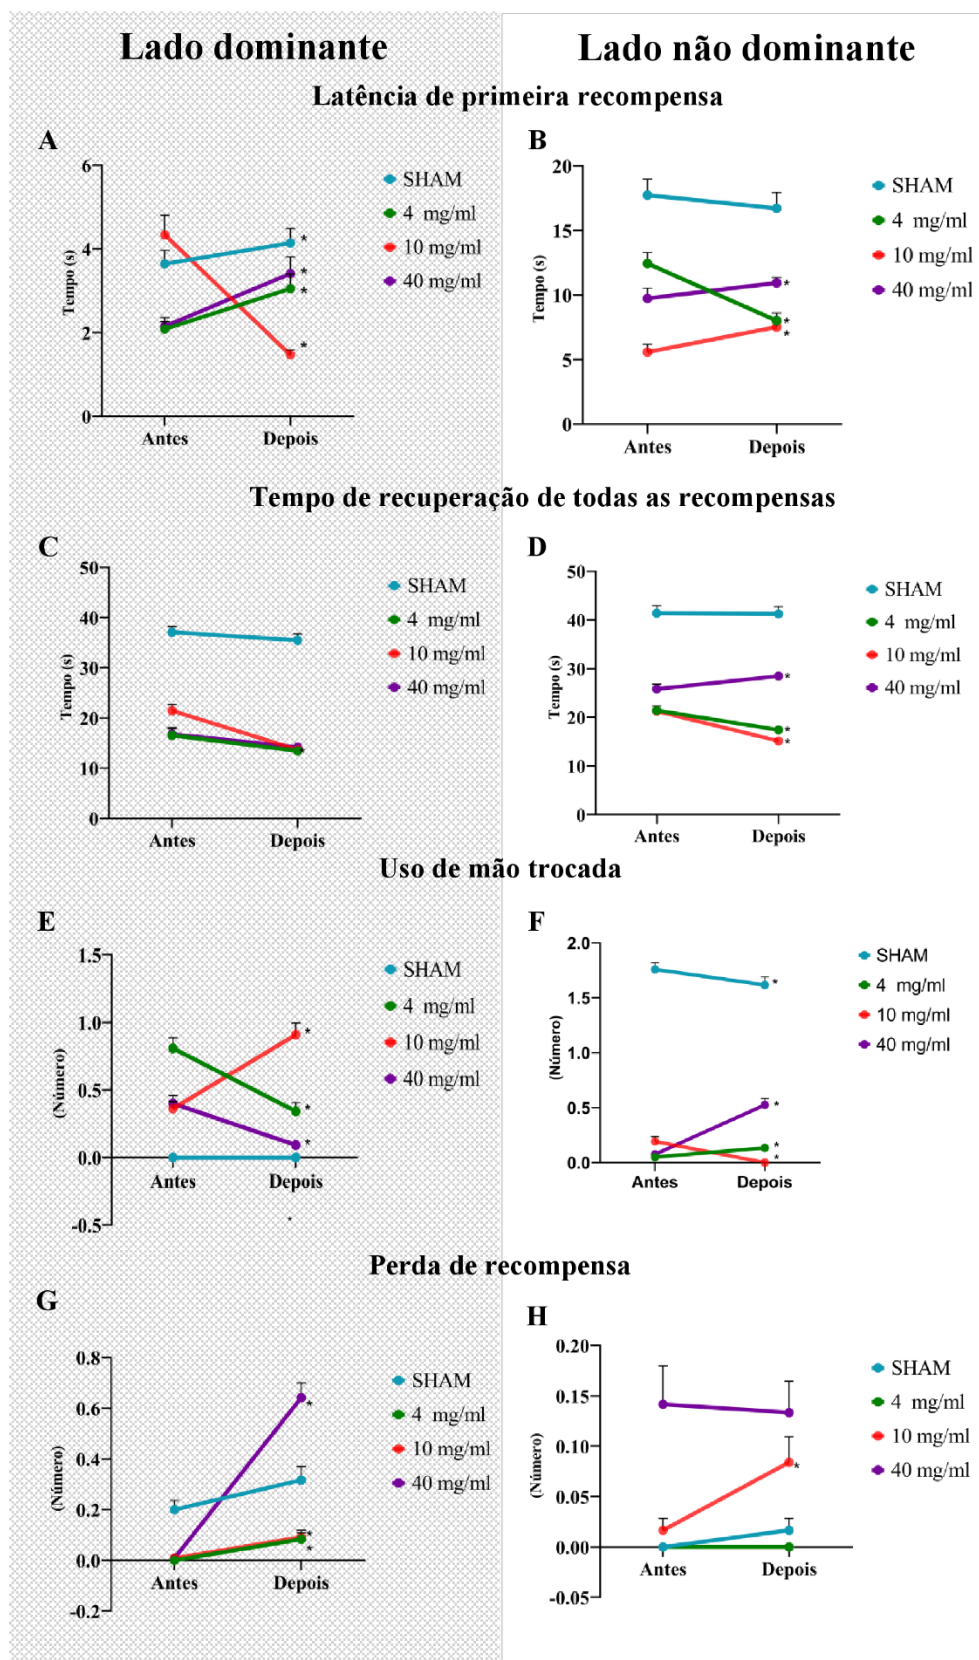 Lado dominante
Lado não dominante
Latência de primeira recompensa
A
Tempo (s)
6
4
2
0
Antes
Depois
* * * *
SHAM
4 mg/ml
10 mg/ml
40 mg/ml
B
Tempo (s)
20
15
10
5
0
Antes
Depois
* * *
SHAM
4 mg/ml
10 mg/ml
40 mg/ml
Tempo de recuperação de todas as recompensas
C
Tempo (s)
50
40
30
20
10
0
Antes
Depois
*
SHAM
4 mg/ml
10 mg/ml
40 mg/ml
D
Tempo (s)
50
40
30
20
10
0
Antes
Depois
* * *
SHAM
4 mg/ml
10 mg/ml
40 mg/ml
Uso de mão trocada
E
(Número)
1.5
1.0
0.5
0.0
-0.5
Antes
Depois
* * * *
SHAM
4 mg/ml
10 mg/ml
40 mg/ml
F
(Número)
2.0
1.5
1.0
0.5
0.0
Antes
Depois
* * * *
SHAM
4 mg/ml
10 mg/ml
40 mg/ml
Perda de recompensa
G
(Número)
0.8
0.6
0.4
0.2
0.0
-0.2
Antes
Depois
* * *
SHAM
4 mg/ml
10 mg/ml
40 mg/ml
H
(Número)
0.20
0.15
0.10
0.05
0.00
-0.05
Antes
Depois
*
SHAM
4 mg/ml
10 mg/ml
40 mg/ml